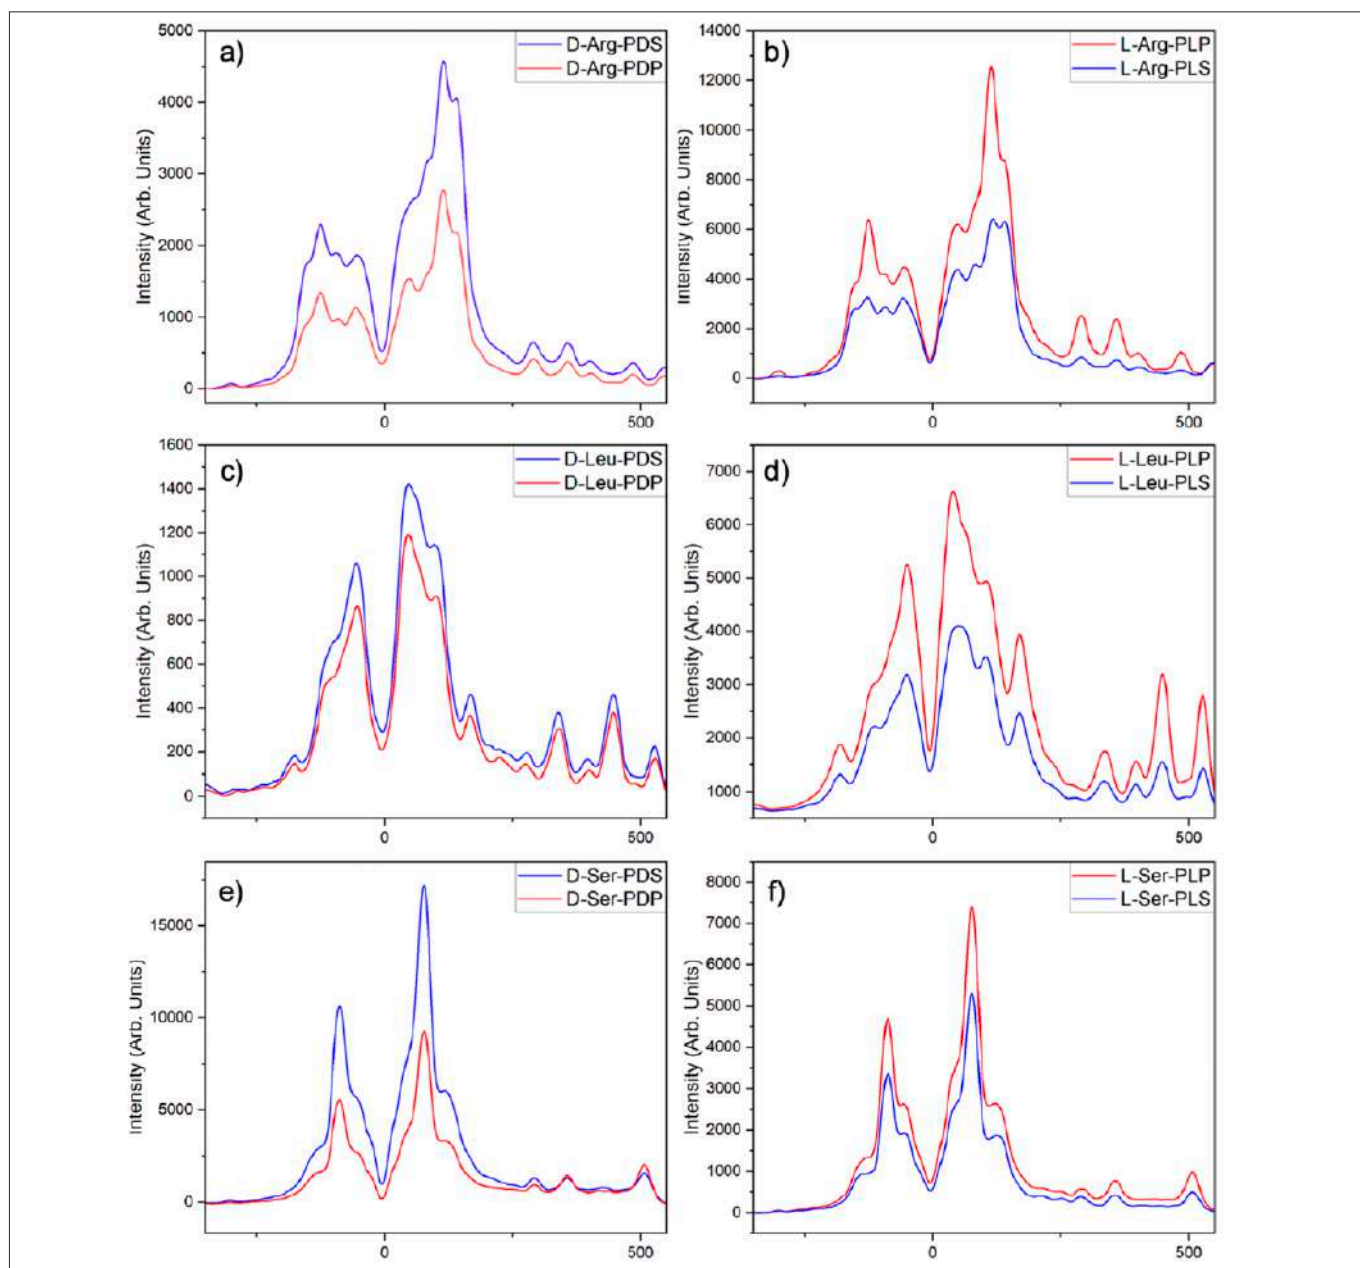 a)
D-Arg-PDS
D-Arg-PDP
Intensity (Arb. Units)
5000
4000
3000
2000
1000
0
0
500
b)
L-Arg-PLP
L-Arg-PLS
Intensity (Arb. Units)
14000
12000
10000
8000
6000
4000
2000
0
0
500
c)
D-Leu-PDS
D-Leu-PDP
Intensity (Arb. Units)
1600
1400
1200
1000
800
600
400
200
0
0
500
d)
L-Leu-PLP
L-Leu-PLS
Intensity (Arb. Units)
7000
6000
5000
4000
3000
2000
1000
0
500
e)
D-Ser-PDS
D-Ser-PDP
Intensity (Arb. Units)
15000
10000
5000
0
0
500
f)
L-Ser-PLP
L-Ser-PLS
Intensity (Arb. Units)
8000
7000
6000
5000
4000
3000
2000
1000
0
0
500